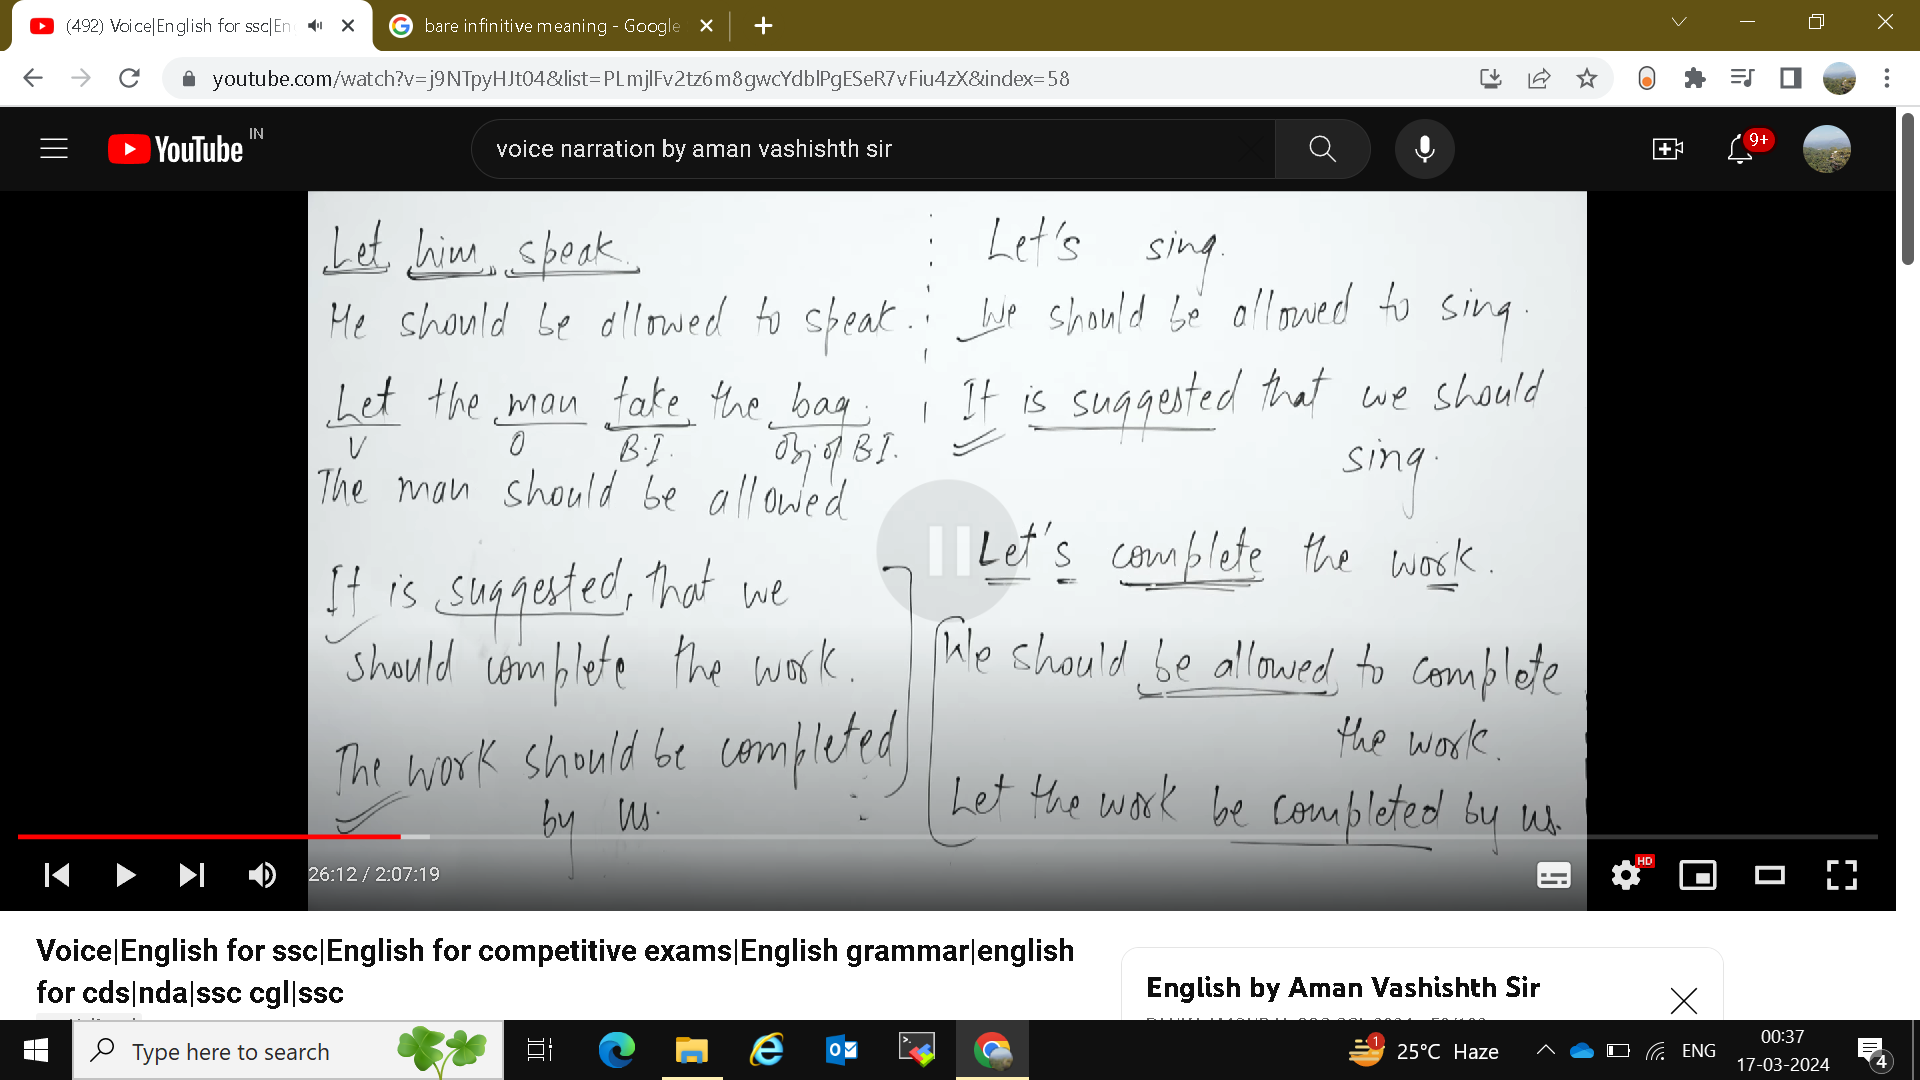 (492) Voice|English for ssc|En
bare infinitive meaning - Google
youtube.com/watch?v=j9NTpyHJt04&list=PLmjlFv2tz6m8gwcYdblPgESeR7vFiu4zX&index=58
YouTube IN
voice narration by aman vashishth sir
9+
Let him speak.
He should be allowed to speak.
Let the man take the bag.
V O B.I. Obj of B.I.
The man should be allowed
It is suggested that we
should complete the work.
The work should be completed
by us.
Let's sing.
We should be allowed to sing.
It is suggested that we should
sing.
Let's complete the work.
We should be allowed to complete
the work.
Let the work be completed by us.
26:12 / 2:07:19
HD
Voice|English for ssc|English for competitive exams|English grammar|english
for cds|nda|ssc cgl|ssc
English by Aman Vashishth Sir
Type here to search
1
25°C Haze
ENG
00:37
17-03-2024
4